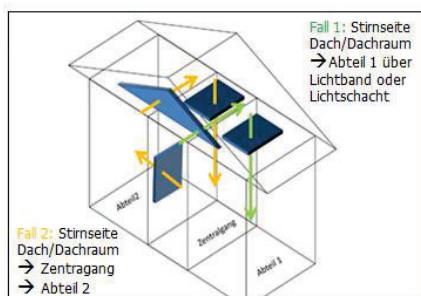 Fall 1: Stirnseite
Dach/Dachraum
→ Abteil 1 über
Lichtband oder
Lichtschacht
Abteil2
Zentralgang
Abteil 1
Fall 2: Stirnseite
Dach/Dachraum
→ Zentragang
→ Abteil 2